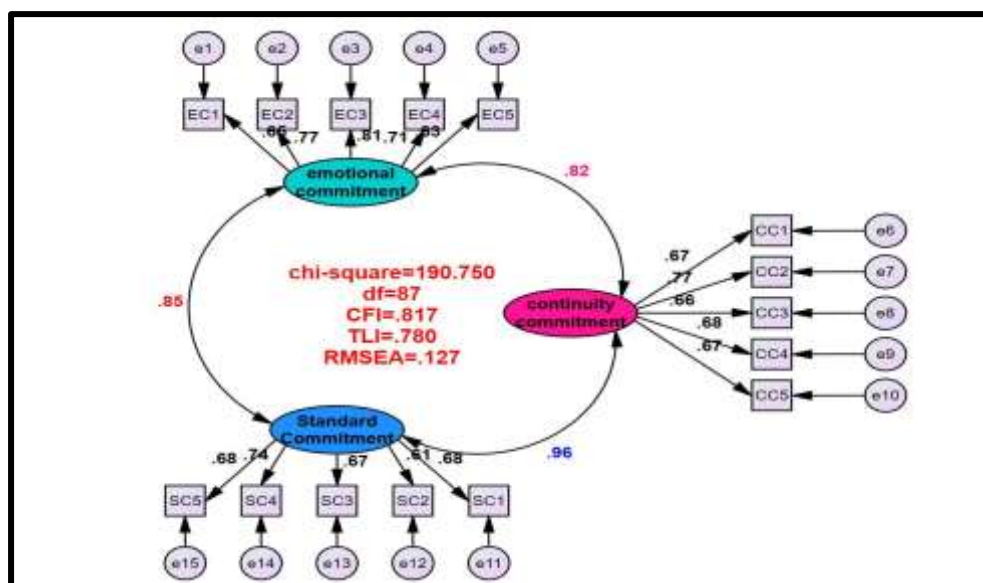 e1 e2 e3 e4 e5
EC1 EC2 EC3 EC4 EC5
.77 .81 .71
emotional
commitment
.82
CC1 e6
.67
CC2 e7
.77
CC3 e8
.66
CC4 e9
.68
CC5 e10
.67
chi-square=190.750
df=87
CFI=.817
TLI=.780
RMSEA=.127
continuity
commitment
.85
Standard
Commitment
.96
.68 .74 .67 .61 .68
SC5 SC4 SC3 SC2 SC1
e15 e14 e13 e12 e11